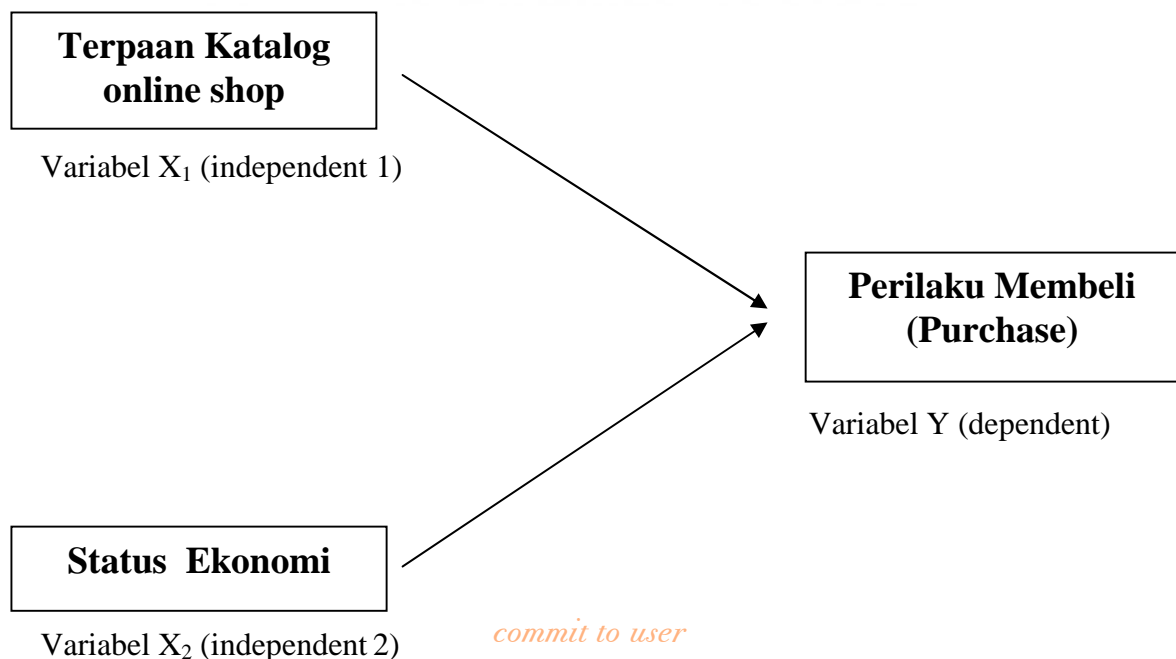 Terpaan Katalog
online shop
Variabel X₁ (independent 1)
Perilaku Membeli
(Purchase)
Variabel Y (dependent)
Status Ekonomi
commit to user
Variabel X₂ (independent 2)